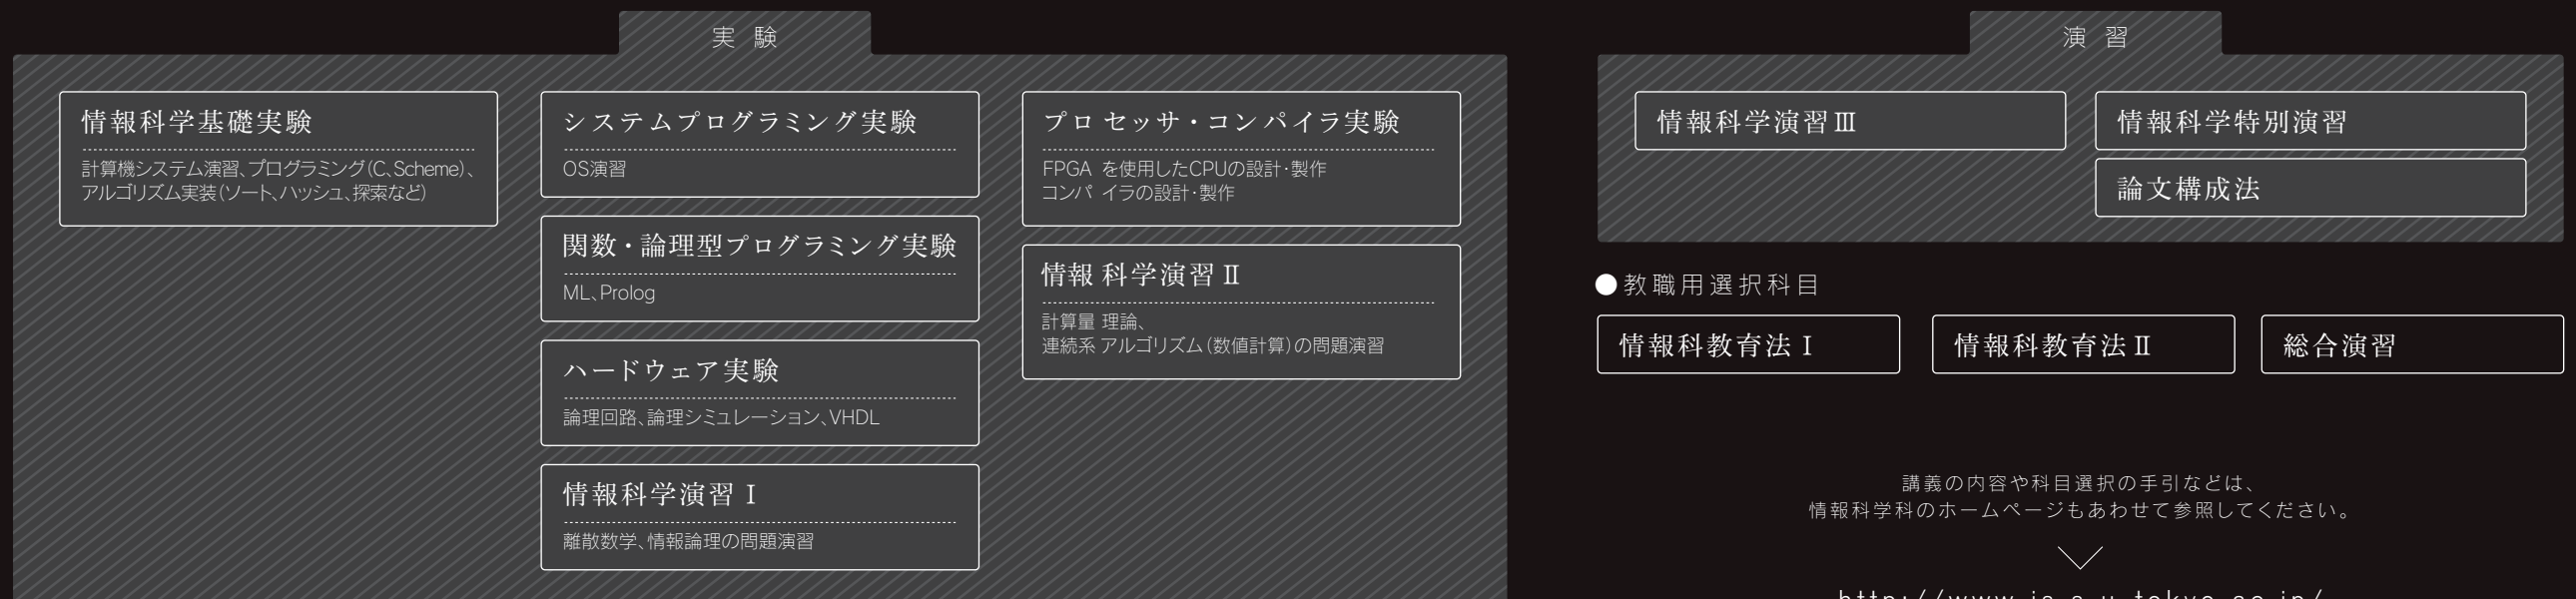 実験
情報科学基礎実験
計算機システム演習、プログラミング(C、Scheme)、
アルゴリズム実装(ソート、ハッシュ、探索など)
システムプログラミング実験
OS演習
関数・論理型プログラミング実験
ML、Prolog
ハードウェア実験
論理回路、論理シミュレーション、VHDL
情報科学演習Ⅰ
離散数学、情報論理の問題演習
プロセッサ・コンパイラ実験
FPGA を使用したCPUの設計・製作
コンパイラの設計・製作
情報科学演習Ⅱ
計算量理論、
連続系アルゴリズム(数値計算)の問題演習
演習
情報科学演習Ⅲ
情報科学特別演習
論文構成法
●教職用選択科目
情報科教育法Ⅰ
情報科教育法Ⅱ
総合演習
講義の内容や科目選択の手引などは、
情報科学科のホームページもあわせて参照してください。